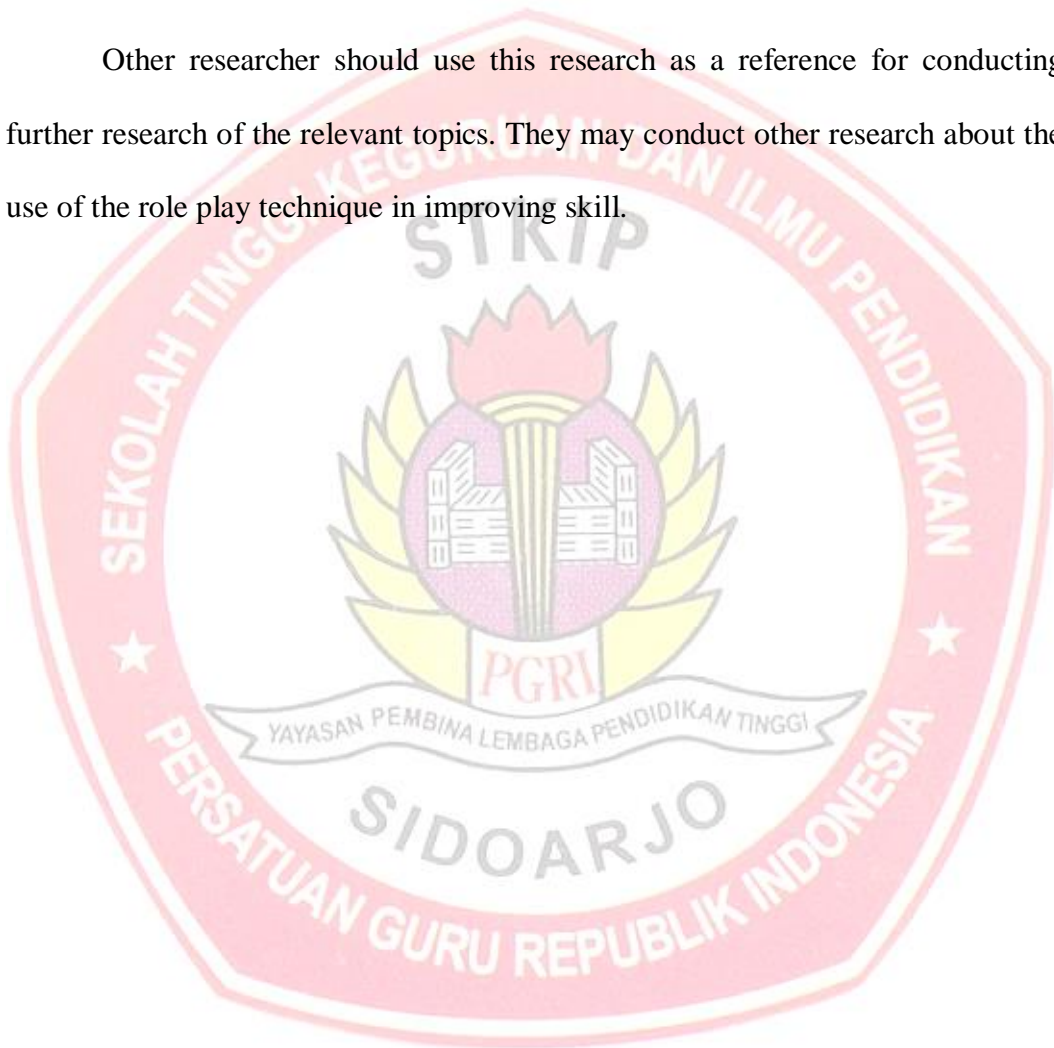 Other researcher should use this research as a reference for conducting
further research of the relevant topics. They may conduct other research about the
use of the role play technique in improving skill.
SEKOLAH TINGGI KEGURUAN DAN ILMU PENDIDIKAN
STKIP
PGRI
YAYASAN PEMBINA LEMBAGA PENDIDIKAN TINGGI
SIDOARJO
PERSATUAN GURU REPUBLIK INDONESIA